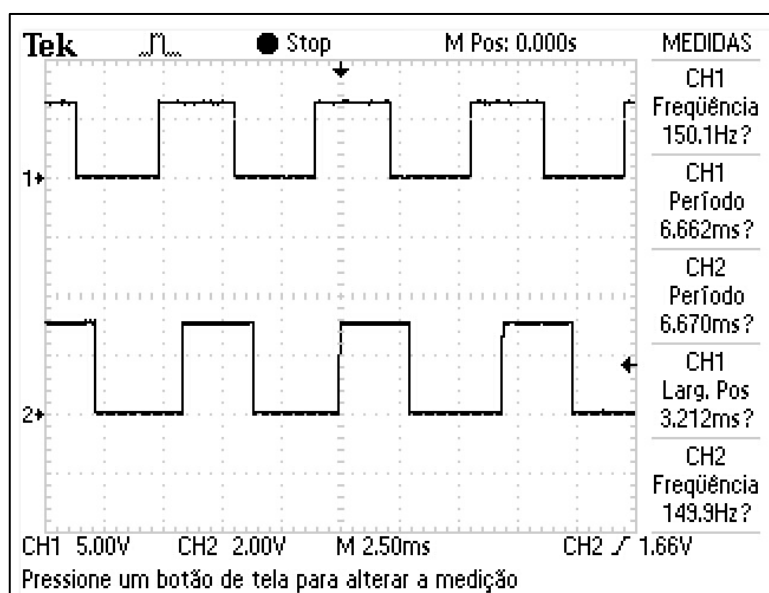 Tek Stop M Pos: 0.000s MEDIDAS
CH1
Freqüência
150.1Hz?
CH1
Período
6.662ms?
CH2
Período
6.670ms?
CH1
Larg. Pos
3.212ms?
CH2
Freqüência
149.9Hz?
1
2
CH1 5.00V CH2 2.00V M 2.50ms CH2 1.66V
Pressione um botão de tela para alterar a medição